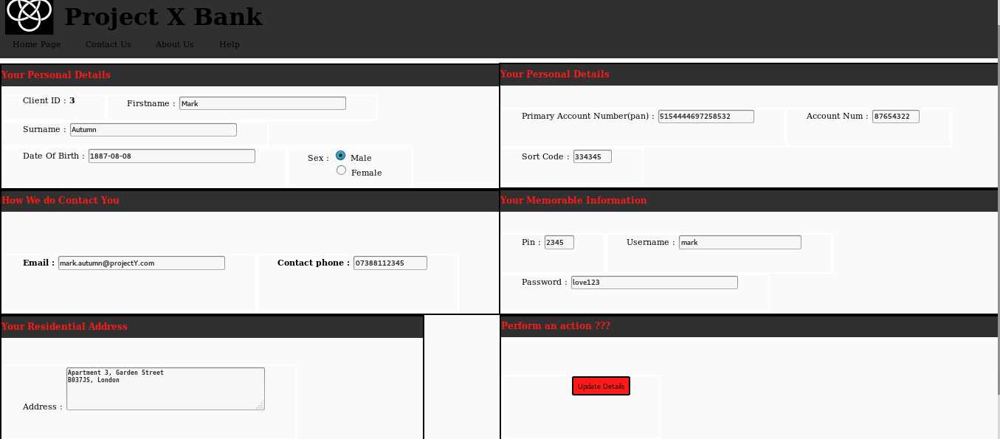 Project X Bank
Home Page Contact Us About Us Help
Your Personal Details
Client ID : 3 Firstname : Mark
Surname : Autumn
Date Of Birth : 1887-08-08 Sex : Male
Female
Your Personal Details
Primary Account Number(pan) : 5154444697258532 Account Num : 87654322
Sort Code : 334345
How We do Contact You
Email : mark.autumn@projectY.com Contact phone : 07388112345
Your Memorable Information
Pin : 2345 Username : mark
Password : love123
Your Residential Address
Address : Apartment 3, Garden Street
B037JS, London
Perform an action ???
Update Details